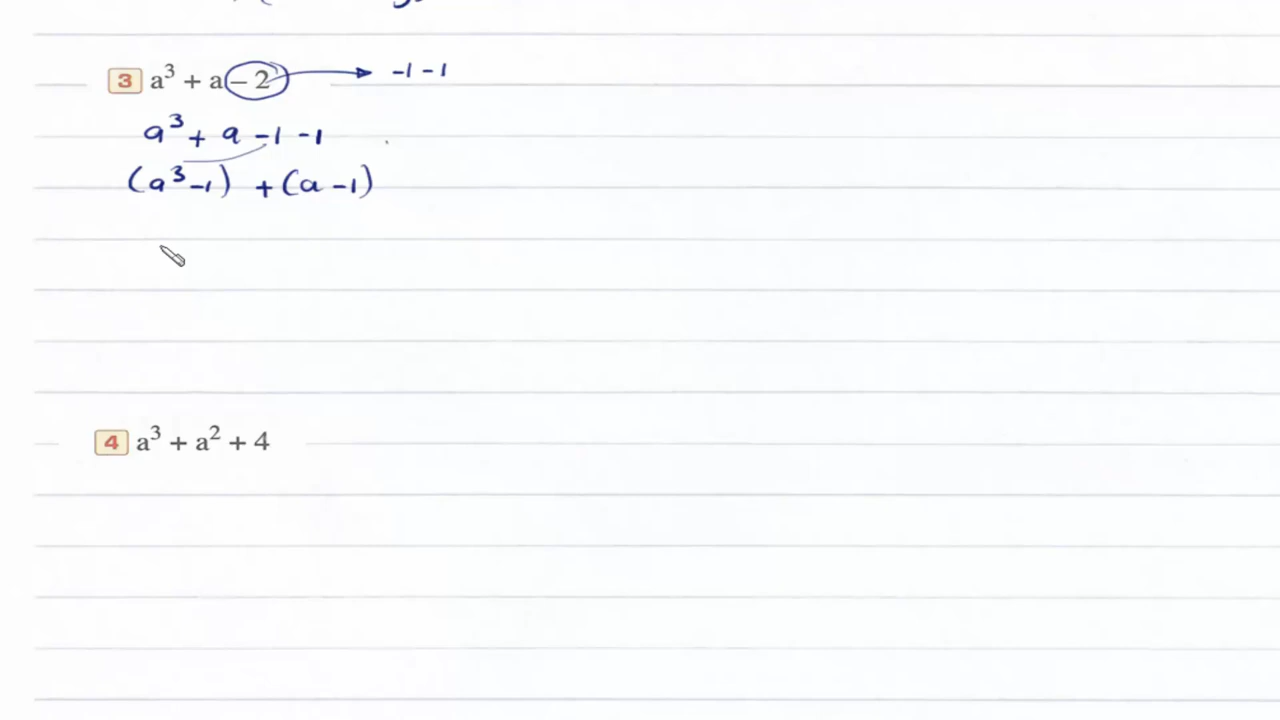 3 a³ + a – 2 → -1 -1
a³ + a -1 -1
(a³ -1) + (a -1)
4 a³ + a² + 4